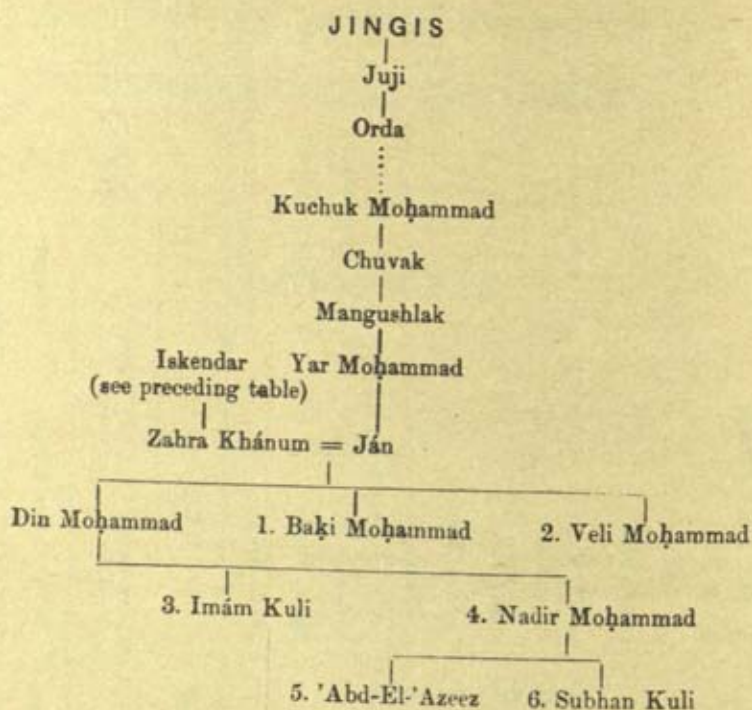 JINGIS
Juji
Orda
Kuchuk Moḥammad
Chuvak
Mangushlak
Iskendar Yar Moḥammad
(see preceding table)
Zahra Khánum = Ján
Din Moḥammad 1. Baḳi Moḥammad 2. Veli Moḥammad
3. Imám Kuli 4. Nadir Moḥammad
5. 'Abd-El-'Azeez 6. Subhan Kuli